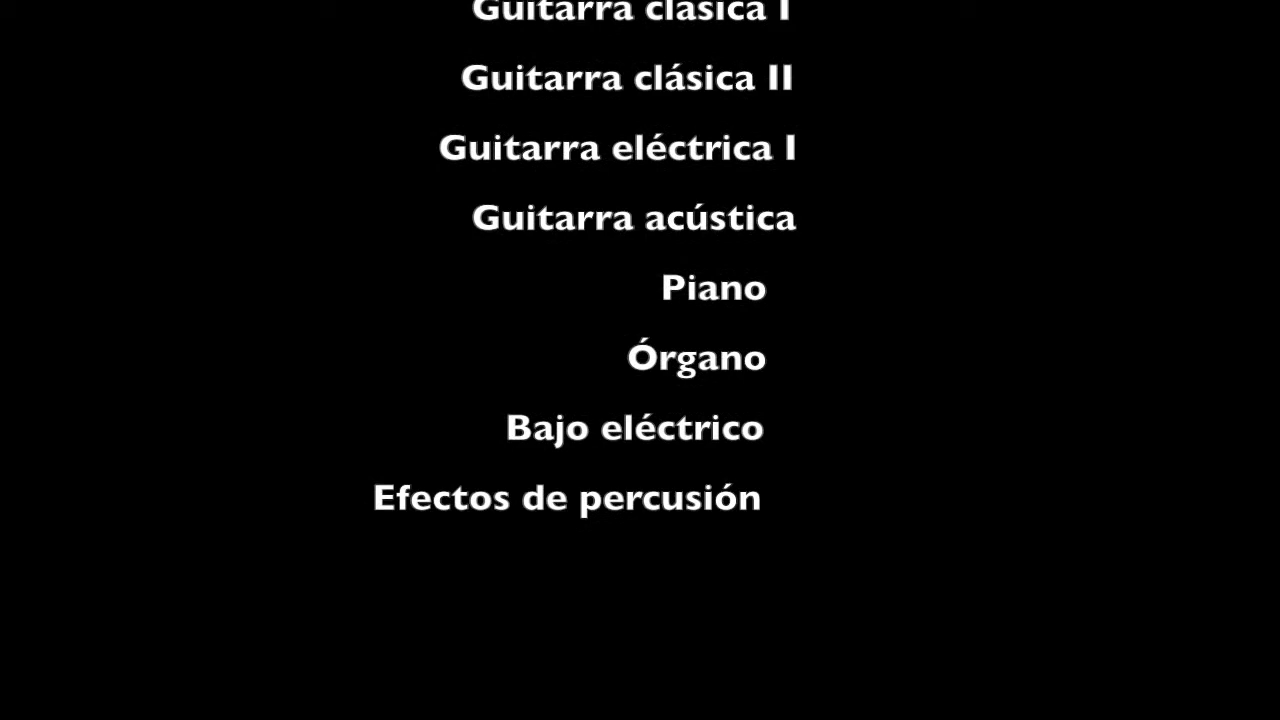 Guitarra clásica I
Guitarra clásica II
Guitarra eléctrica I
Guitarra acústica
Piano
Órgano
Bajo eléctrico
Efectos de percusión